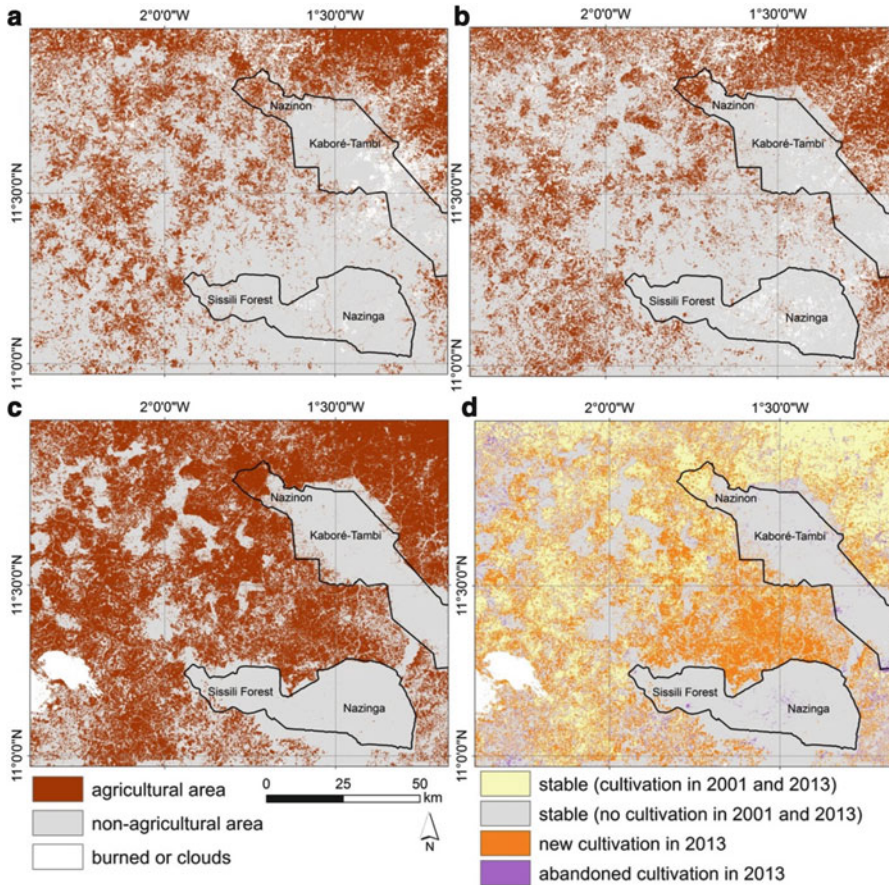 a
2°0'0"W 1°30'0"W
Nazinon
Kaboré-Tambi
11°30'0"N
Sissili Forest
Nazinga
11°0'0"N
b
2°0'0"W 1°30'0"W
Nazinon
Kaboré-Tambi
11°30'0"N
Sissili Forest
Nazinga
11°0'0"N
c
2°0'0"W 1°30'0"W
Nazinon
Kaboré-Tambi
11°30'0"N
Sissili Forest
Nazinga
11°0'0"N
d
2°0'0"W 1°30'0"W
Nazinon
Kaboré-Tambi
11°30'0"N
Sissili Forest
Nazinga
11°0'0"N
agricultural area
non-agricultural area
burned or clouds
0 25 50
km
N
stable (cultivation in 2001 and 2013)
stable (no cultivation in 2001 and 2013)
new cultivation in 2013
abandoned cultivation in 2013